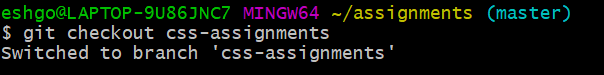 eshgo@LAPTOP-9U86JNC7 MINGW64 ~/assignments (master)
$ git checkout css-assignments
Switched to branch 'css-assignments'